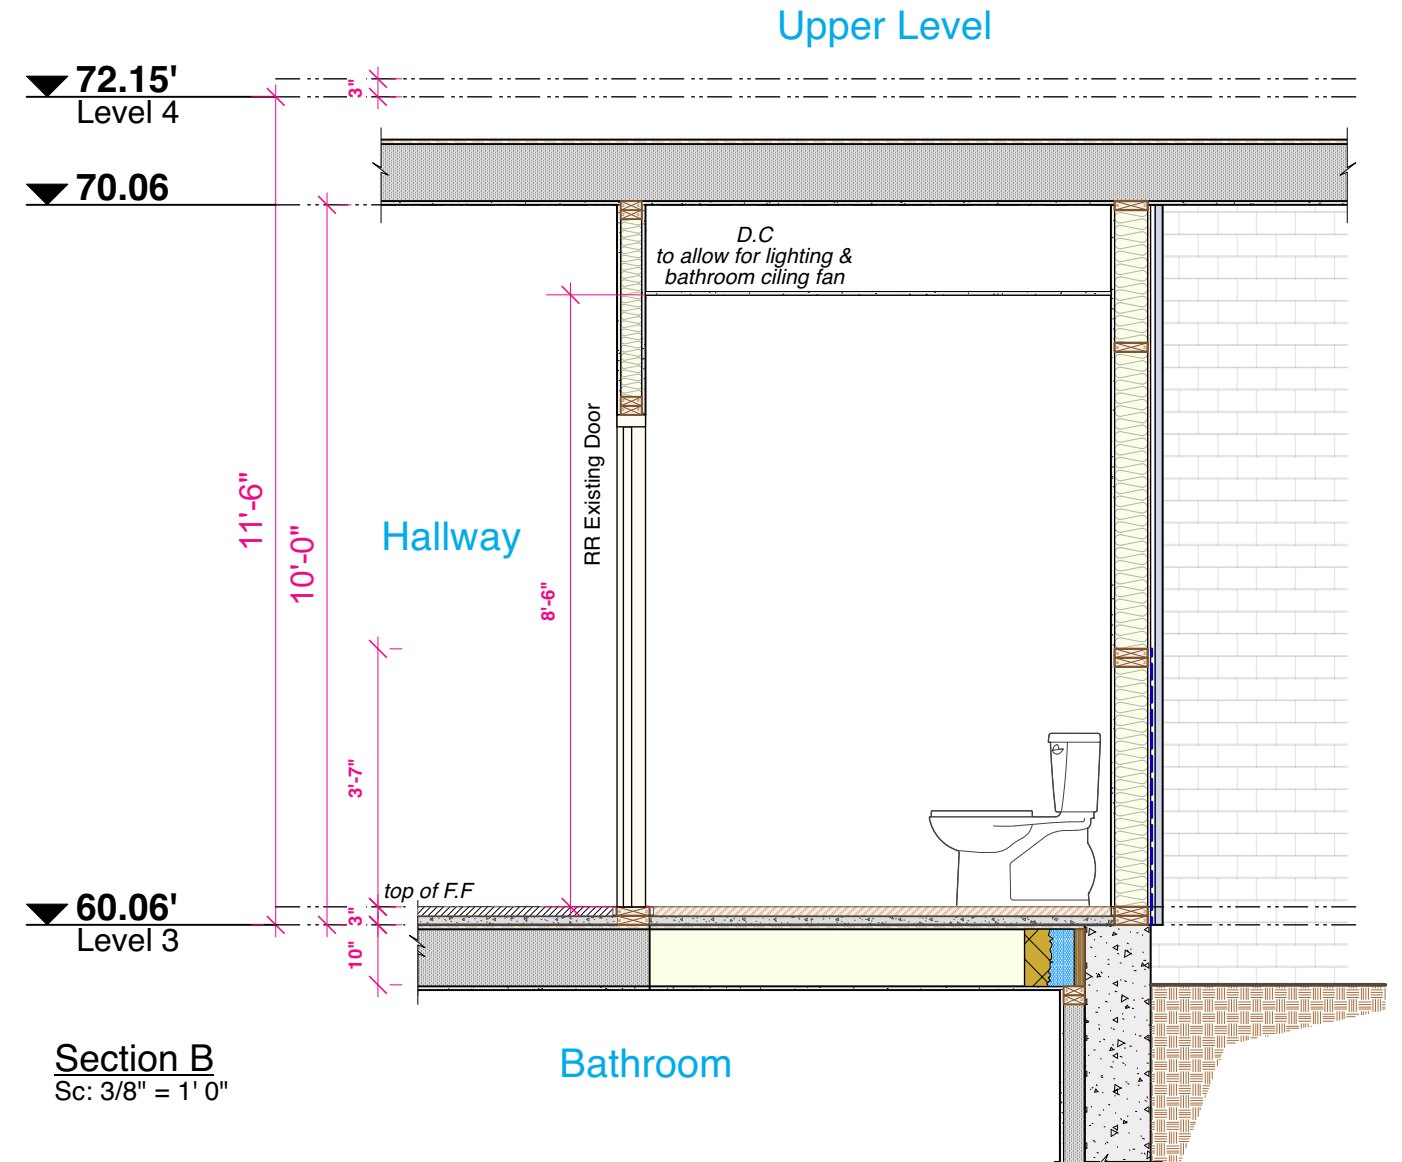 Upper Level
72.15'
Level 4
3"
70.06
D.C
to allow for lighting &
bathroom ciling fan
RR Existing Door
11'-6"
10'-0"
Hallway
8'-6"
3'-7"
top of F.F
60.06'
Level 3
3"
10"
Section B
Sc: 3/8" = 1' 0"
Bathroom